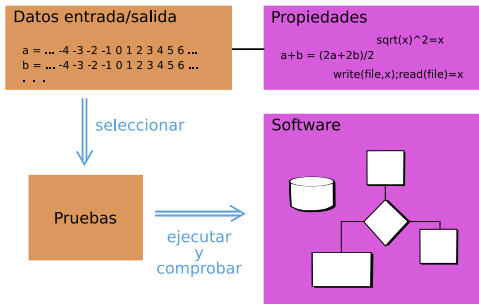 Datos entrada/salida
a = ... -4 -3 -2 -1 0 1 2 3 4 5 6 ...
b = ... -4 -3 -2 -1 0 1 2 3 4 5 6 ...
. . .
Propiedades
sqrt(x)^2=x
a+b = (2a+2b)/2
write(file,x);read(file)=x
seleccionar
Pruebas
ejecutar
y
comprobar
Software